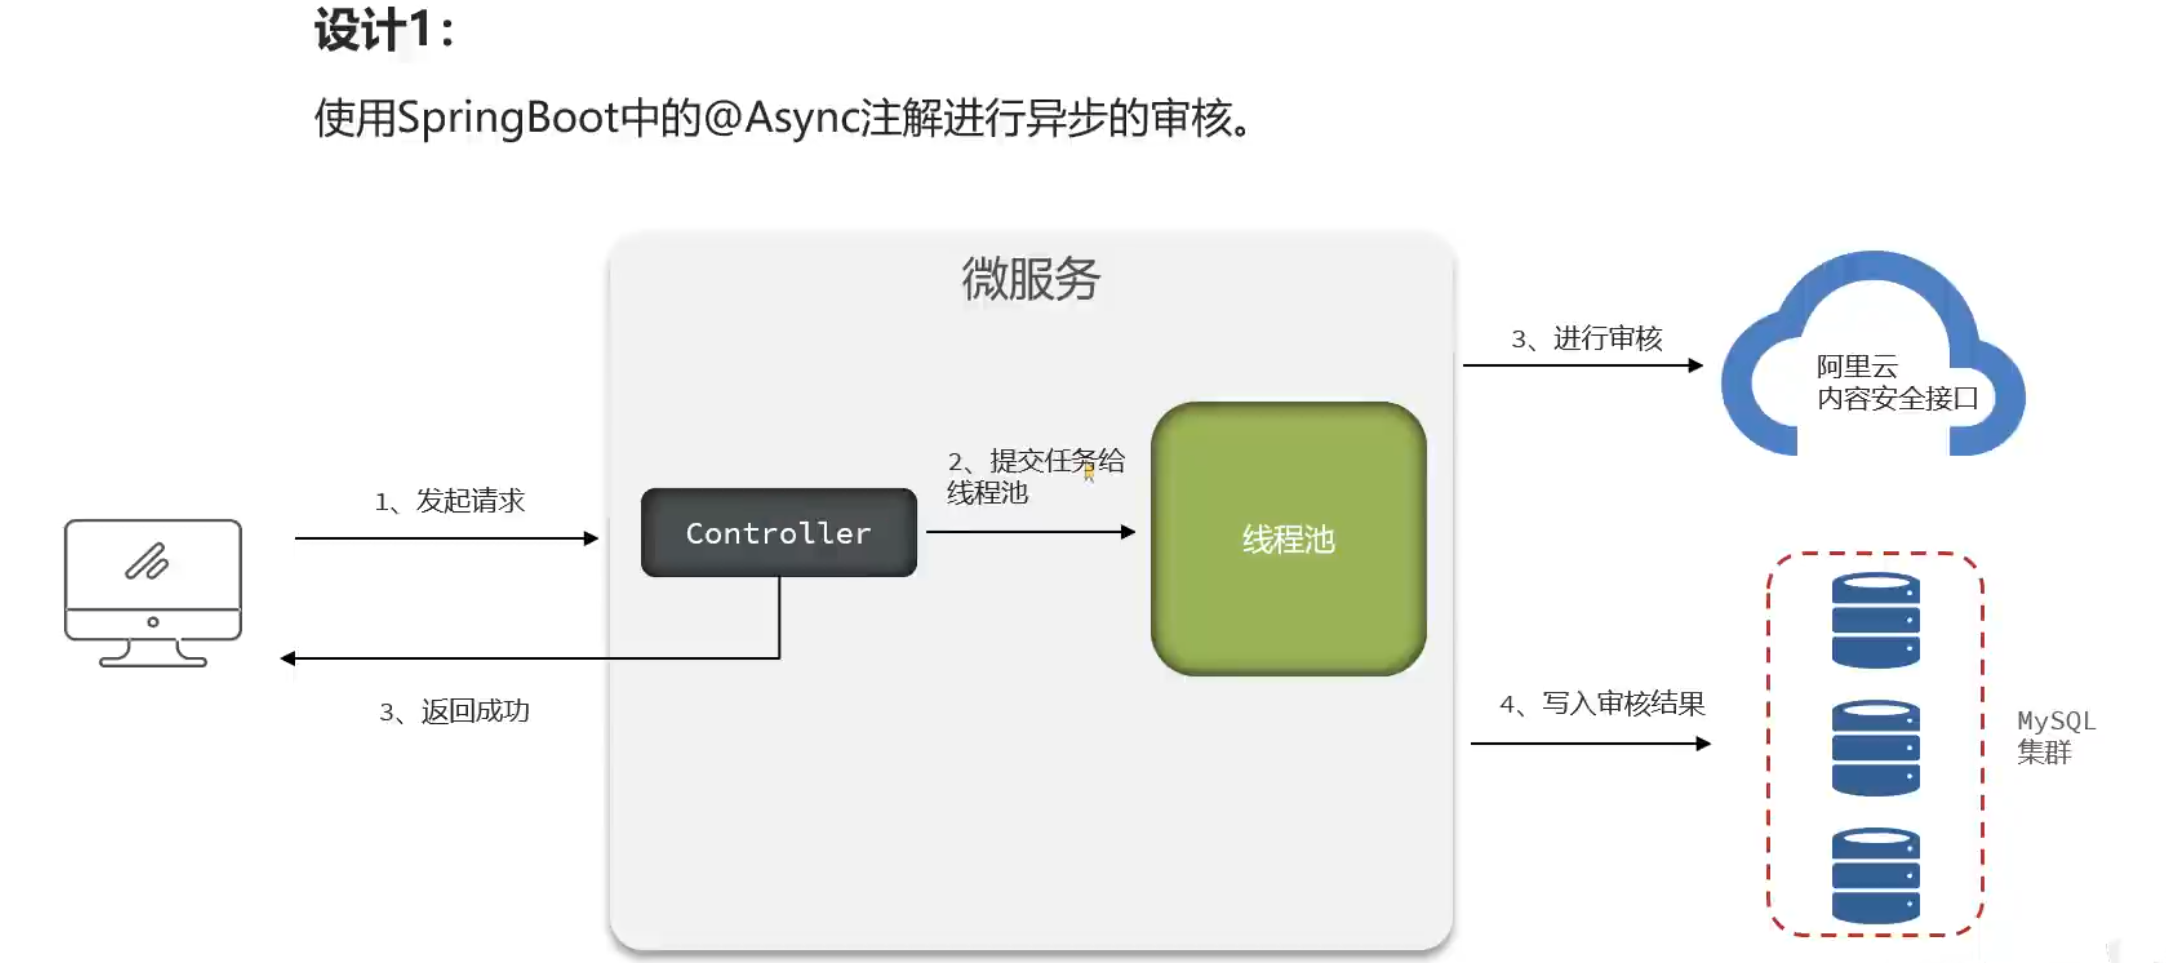 设计1：
使用SpringBoot中的@Async注解进行异步的审核。
微服务
1、发起请求
Controller
2、提交任务给
线程池
线程池
3、返回成功
3、进行审核
阿里云
内容安全接口
4、写入审核结果
MySQL
集群